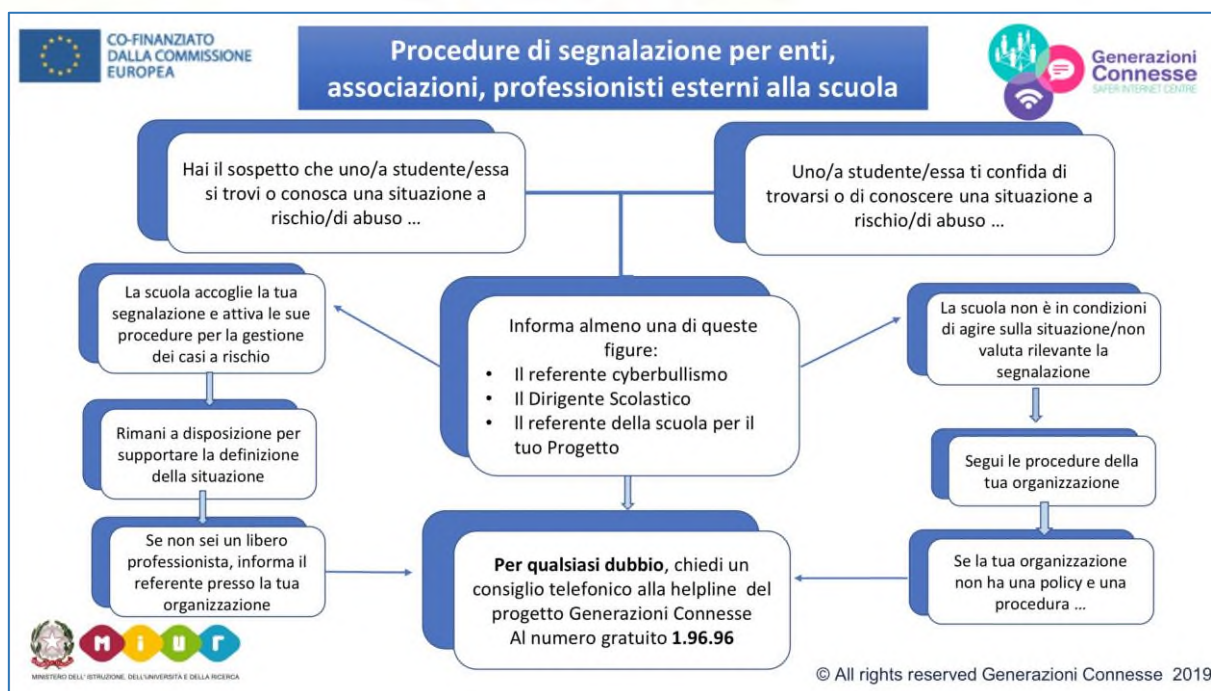 CO-FINANZIATO
DALLA COMMISSIONE
EUROPEA
Procedure di segnalazione per enti,
associazioni, professionisti esterni alla scuola
Generazioni
Connesse
SAFER INTERNET CENTRE
Hai il sospetto che uno/a studente/essa
si trovi o conosca una situazione a
rischio/di abuso ...
Uno/a studente/essa ti confida di
trovarsi o di conoscere una situazione a
rischio/di abuso ...
La scuola accoglie la tua
segnalazione e attiva le sue
procedure per la gestione
dei casi a rischio
Informa almeno una di queste
figure:
• Il referente cyberbullismo
• Il Dirigente Scolastico
• Il referente della scuola per il
tuo Progetto
La scuola non è in condizioni
di agire sulla situazione/non
valuta rilevante la
segnalazione
Rimani a disposizione per
supportare la definizione
della situazione
Segui le procedure della
tua organizzazione
Se non sei un libero
professionista, informa il
referente presso la tua
organizzazione
Per qualsiasi dubbio, chiedi un
consiglio telefonico alla helpline del
progetto Generazioni Connesse
Al numero gratuito 1.96.96
Se la tua organizzazione
non ha una policy e una
procedura ...
MIUR
MINISTERO DELL' ISTRUZIONE, DELL'UNIVERSITÀ E DELLA RICERCA
© All rights reserved Generazioni Connesse 2019